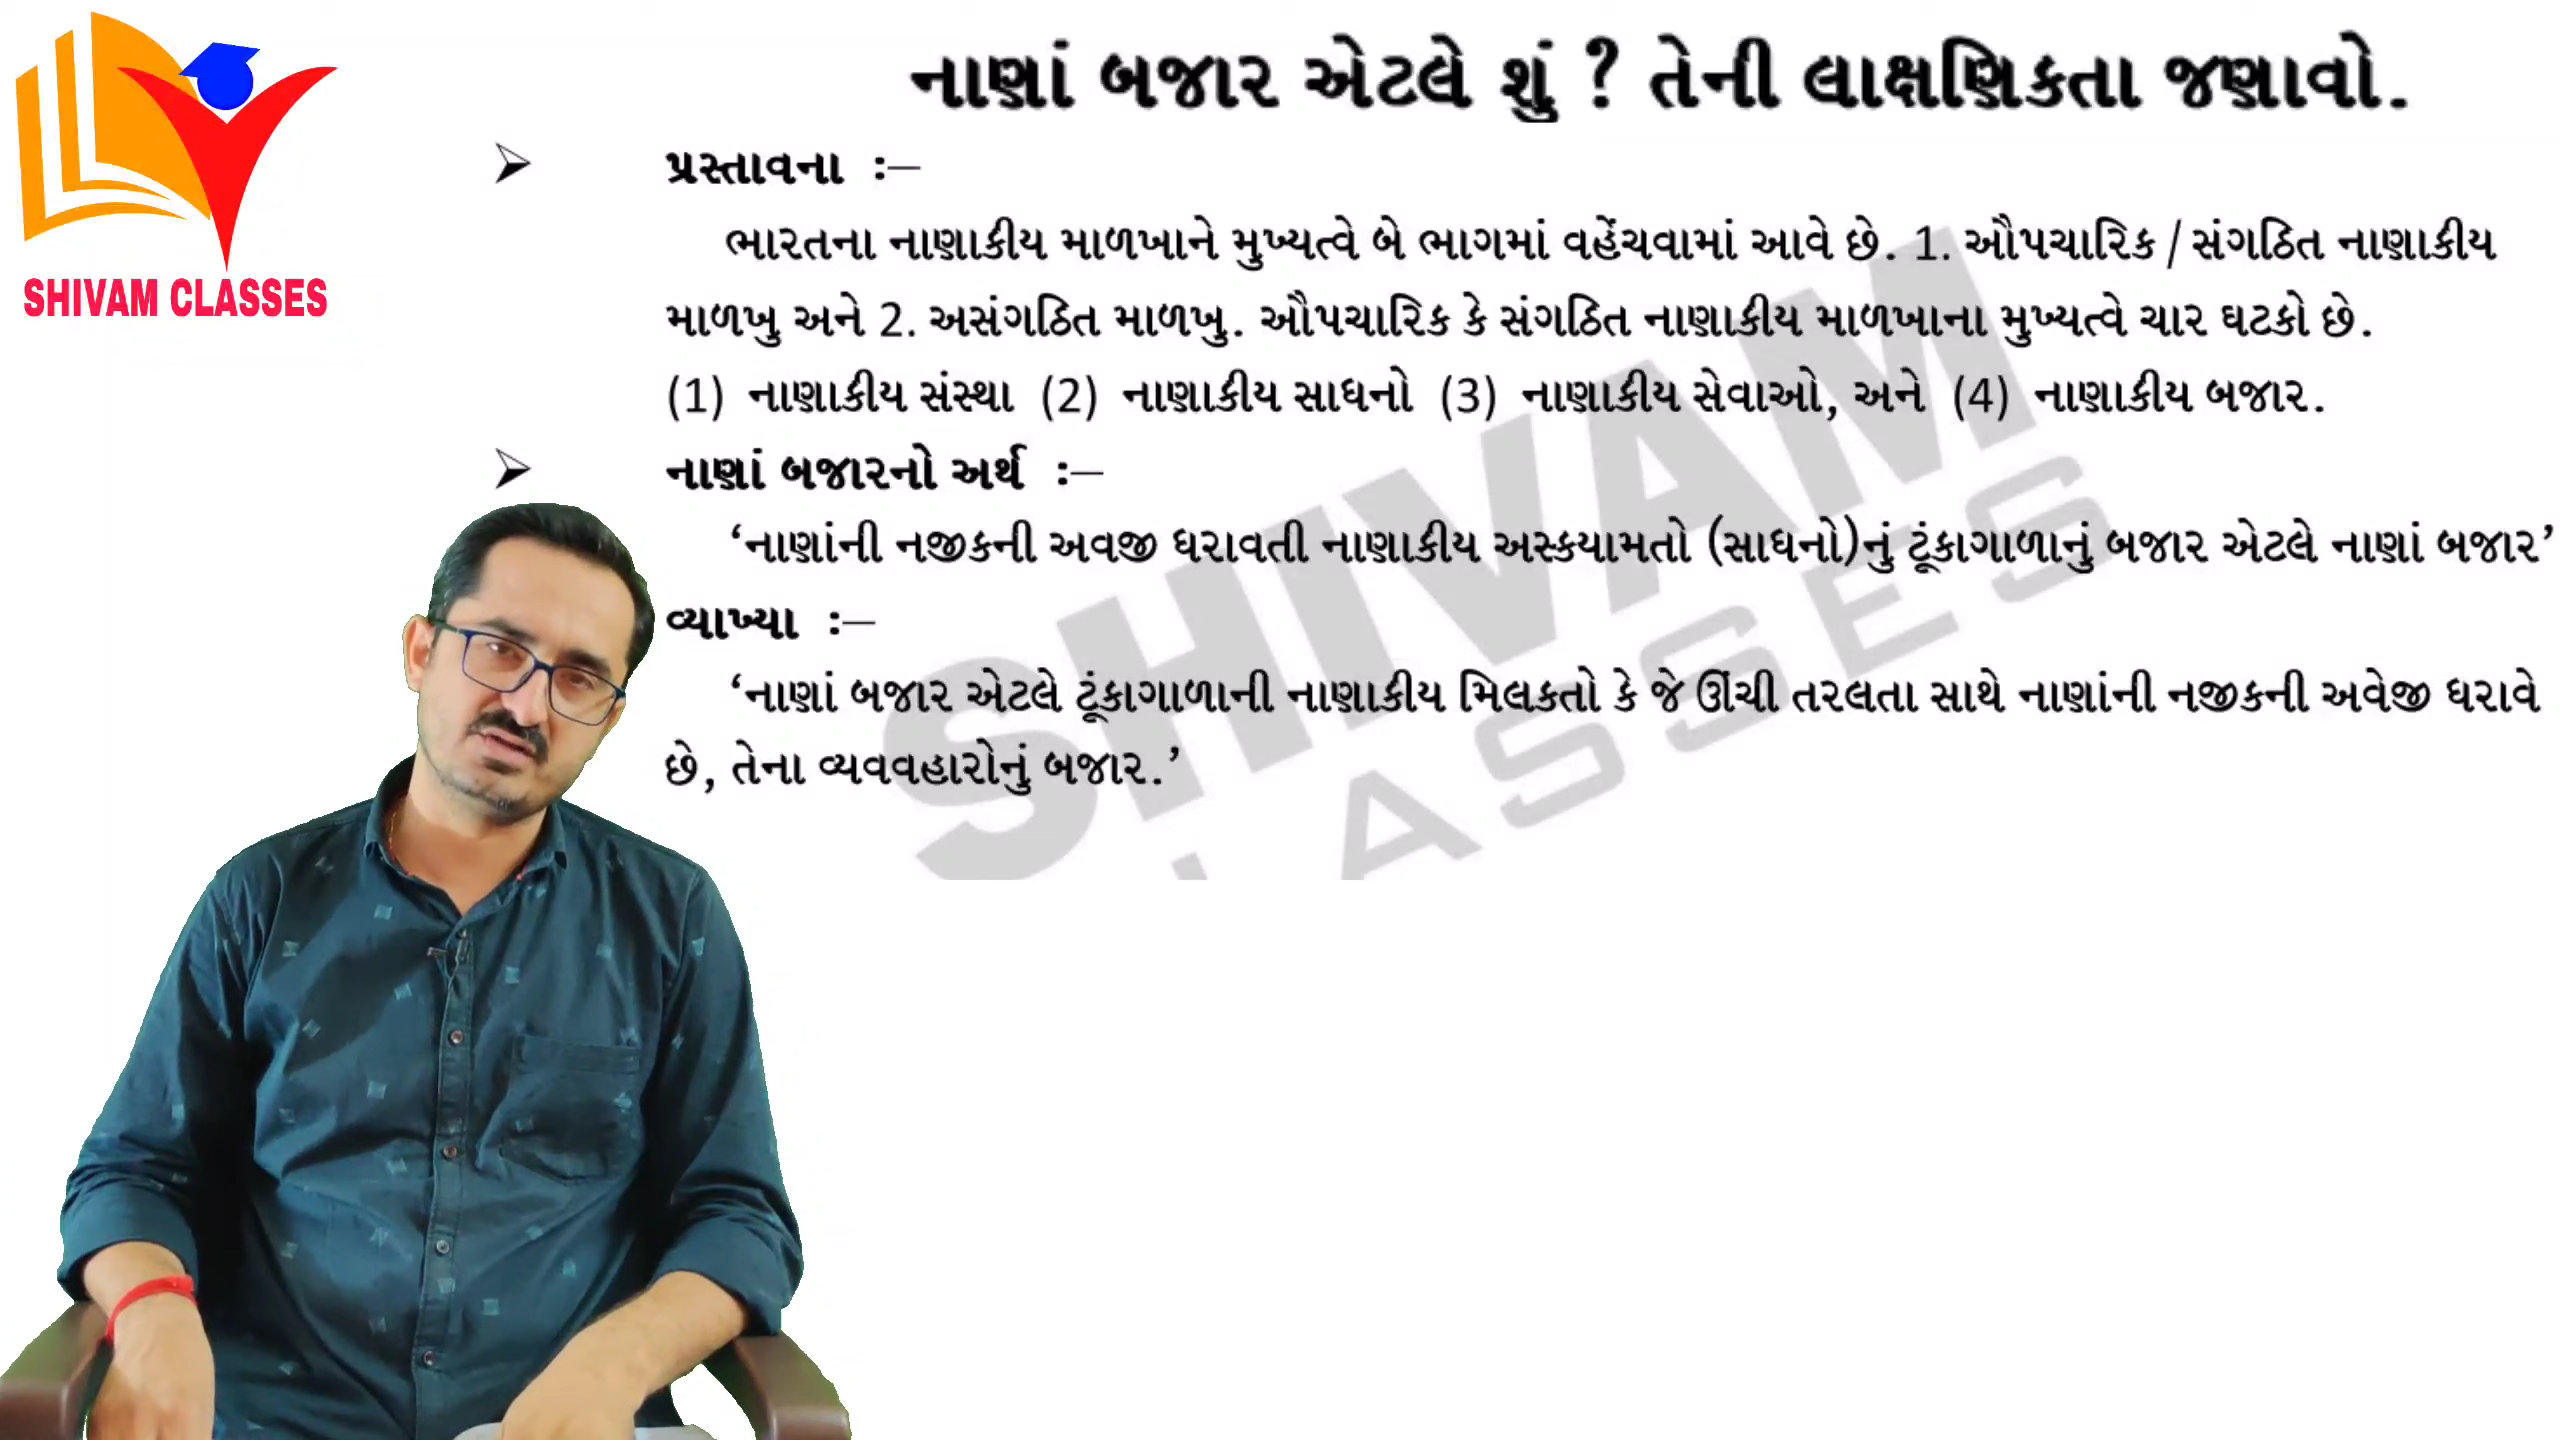 SHIVAM CLASSES
નાણાં બજાર એટલે શું ? તેની લાક્ષણિકતા જણાવો.
➢ પ્રસ્તાવના :–
ભારતના નાણાકીય માળખાને મુખ્યત્વે બે ભાગમાં વહેંચવામાં આવે છે. 1. ઔપચારિક / સંગઠિત નાણાકીય
માળખુ અને 2. અસંગઠિત માળખુ. ઔપચારિક કે સંગઠિત નાણાકીય માળખાના મુખ્યત્વે ચાર ઘટકો છે.
(1) નાણાકીય સંસ્થા (2) નાણાકીય સાધનો (3) નાણાકીય સેવાઓ, અને (4) નાણાકીય બજાર.
➢ નાણાં બજારનો અર્થ :–
‘નાણાંની નજીકની અવજી ધરાવતી નાણાકીય અસ્કયામતો (સાધનો)નું ટૂંકાગાળાનું બજાર એટલે નાણાં બજાર’
વ્યાખ્યા :–
‘નાણાં બજાર એટલે ટૂંકાગાળાની નાણાકીય મિલકતો કે જે ઊંચી તરલતા સાથે નાણાંની નજીકની અવેજી ધરાવે
છે, તેના વ્યવવહારોનું બજાર.’
SHIVAM
LASSES